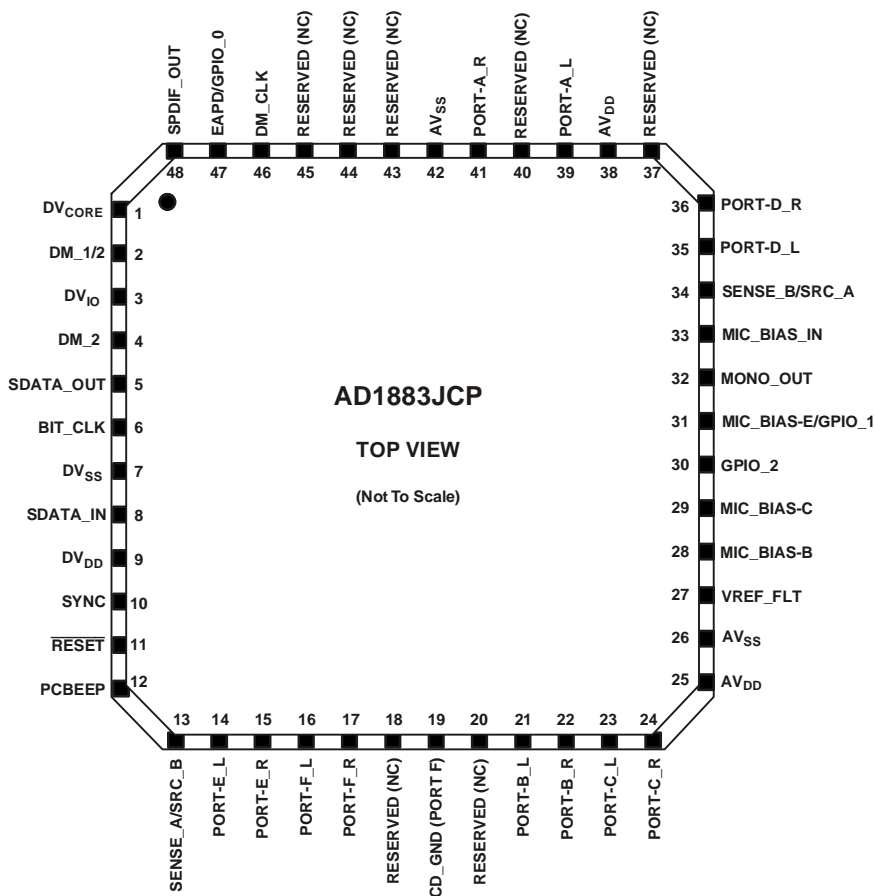 SPDIF_OUT
EAPD/GPIO_0
DM_CLK
RESERVED (NC)
RESERVED (NC)
RESERVED (NC)
AVSS
PORT-A_R
RESERVED (NC)
PORT-A_L
AVDD
RESERVED (NC)
48 47 46 45 44 43 42 41 40 39 38 37
DVCORE 1
DM_1/2 2
DVIO 3
DM_2 4
SDATA_OUT 5
BIT_CLK 6
DVSS 7
SDATA_IN 8
DVDD 9
SYNC 10
RESET 11
PCBEEP 12
AD1883JCP
TOP VIEW
(Not To Scale)
36 PORT-D_R
35 PORT-D_L
34 SENSE_B/SRC_A
33 MIC_BIAS_IN
32 MONO_OUT
31 MIC_BIAS-E/GPIO_1
30 GPIO_2
29 MIC_BIAS-C
28 MIC_BIAS-B
27 VREF_FLT
26 AVSS
25 AVDD
13 14 15 16 17 18 19 20 21 22 23 24
SENSE_A/SRC_B
PORT-E_L
PORT-E_R
PORT-F_L
PORT-F_R
RESERVED (NC)
CD_GND (PORT F)
RESERVED (NC)
PORT-B_L
PORT-B_R
PORT-C_L
PORT-C_R